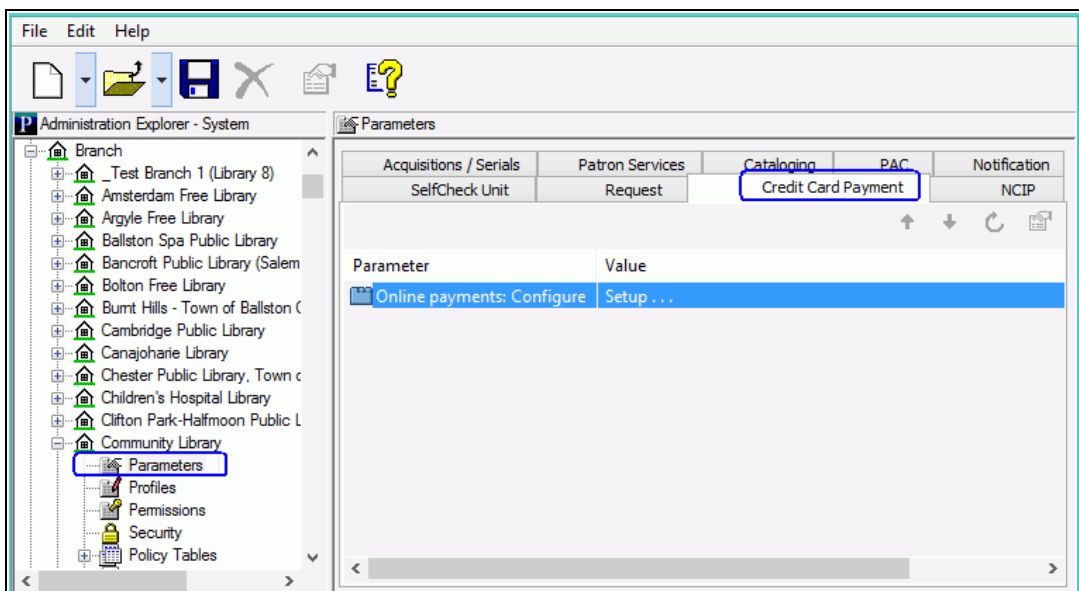 File Edit Help
Administration Explorer - System
Parameters
Branch
_Test Branch 1 (Library 8)
Amsterdam Free Library
Argyle Free Library
Ballston Spa Public Library
Bancroft Public Library (Salem
Bolton Free Library
Burnt Hills - Town of Ballston C
Cambridge Public Library
Canajoharie Library
Chester Public Library, Town o
Children's Hospital Library
Clifton Park-Halfmoon Public L
Community Library
Parameters
Profiles
Permissions
Security
Policy Tables
Acquisitions / Serials Patron Services Cataloging PAC Notification
SelfCheck Unit Request Credit Card Payment NCIP
Parameter Value
Online payments: Configure Setup . . .